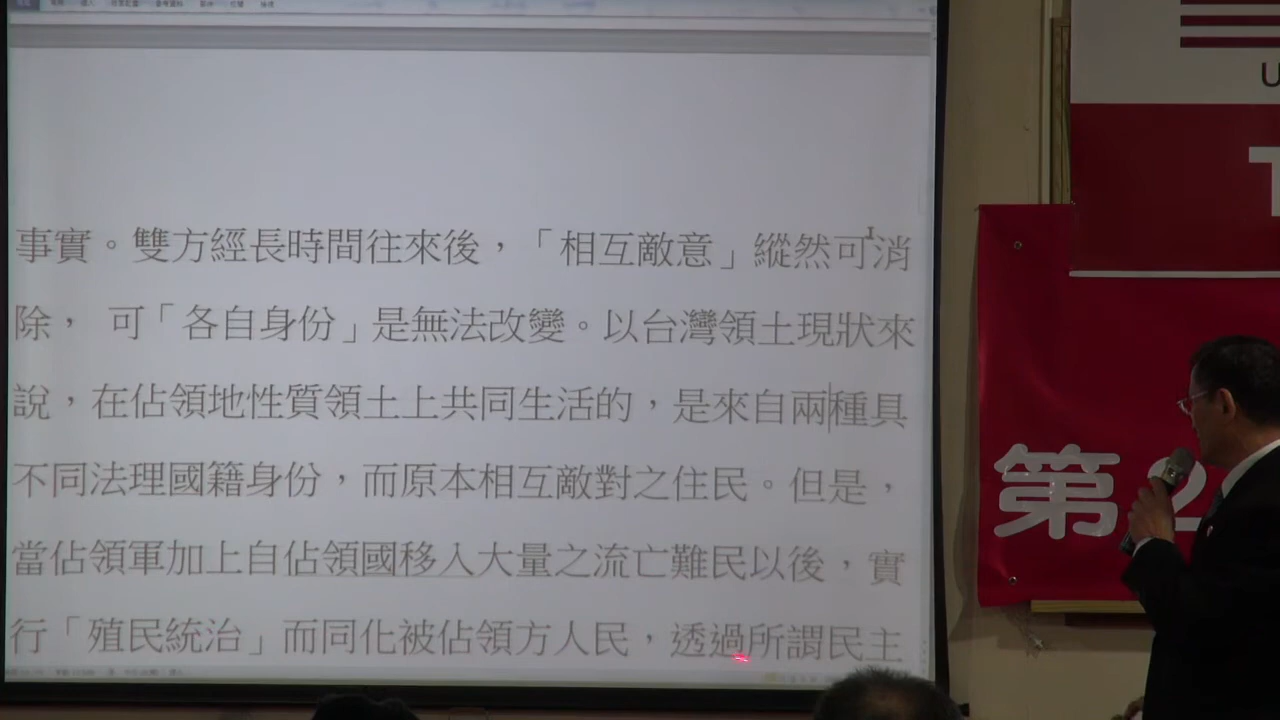 事實。雙方經長時間往來後，「相互敵意」縱然可消
除， 可「各自身份」是無法改變。以台灣領土現狀來
說，在佔領地性質領土上共同生活的，是來自兩種具
不同法理國籍身份，而原本相互敵對之住民。但是，
當佔領軍加上自佔領國移入大量之流亡難民以後，實
行「殖民統治」而同化被佔領方人民，透過所謂民主
U
T
第2